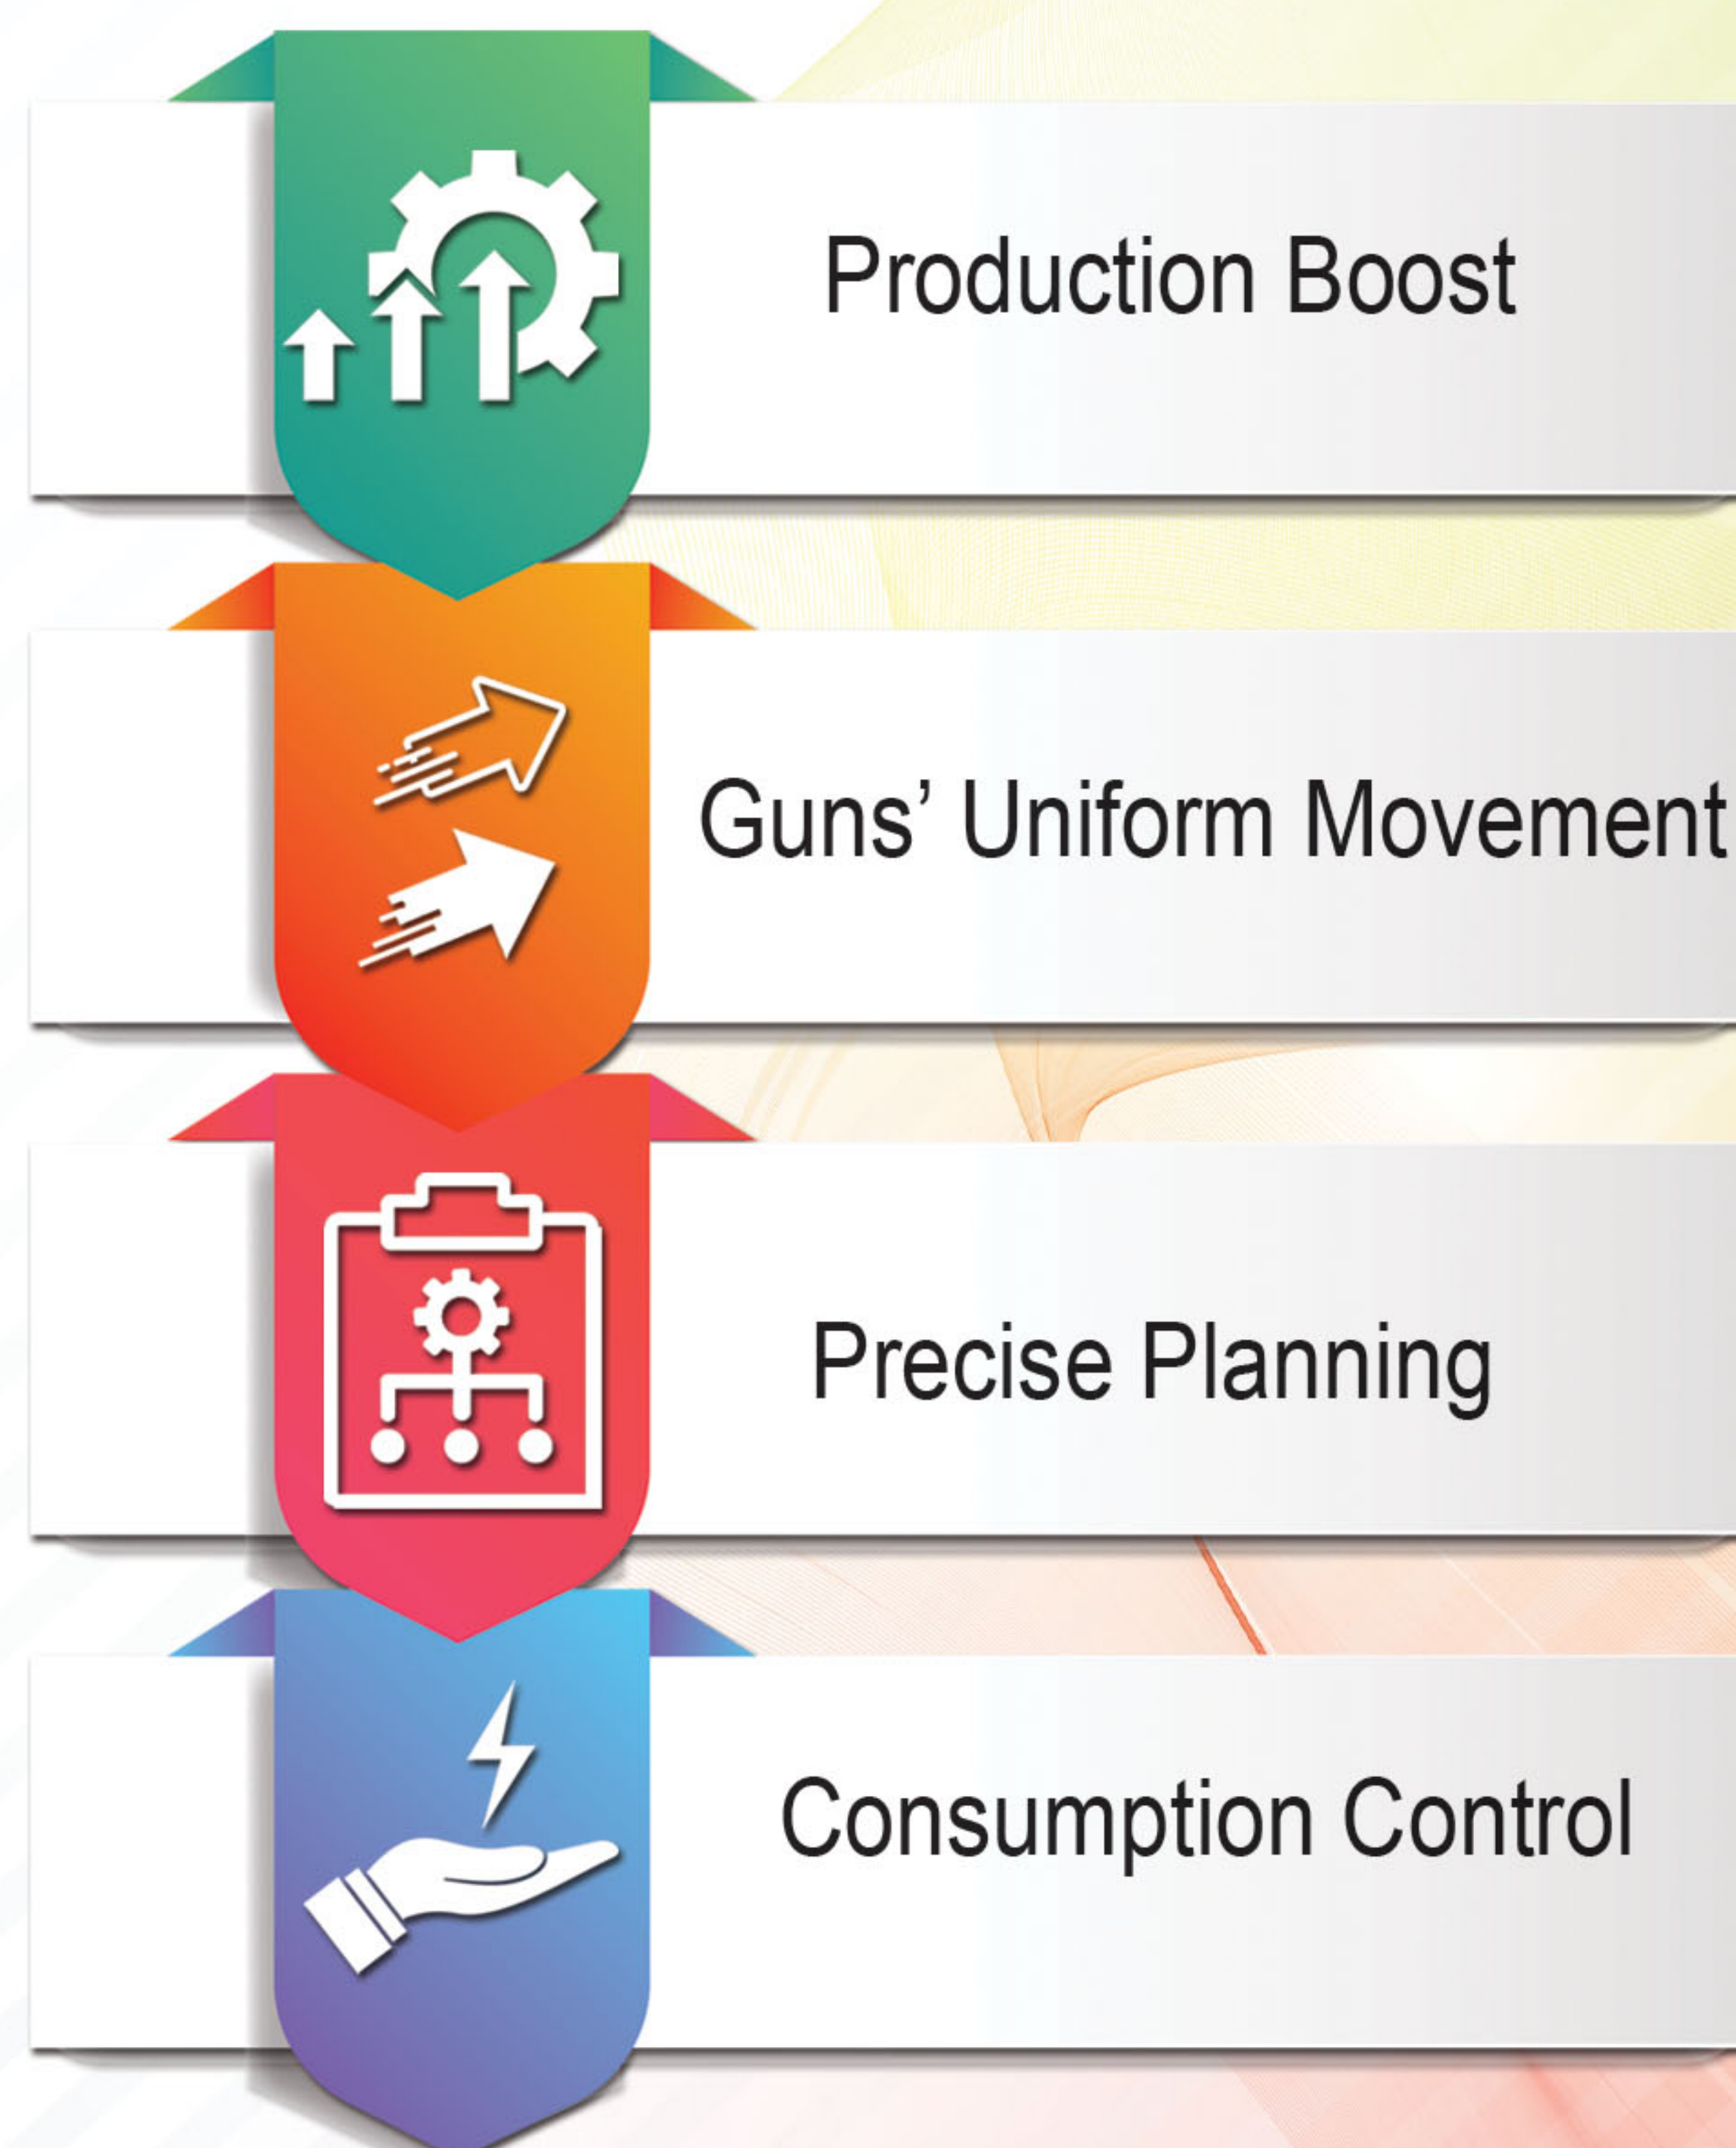 Production Boost
Guns’ Uniform Movement
Precise Planning
Consumption Control